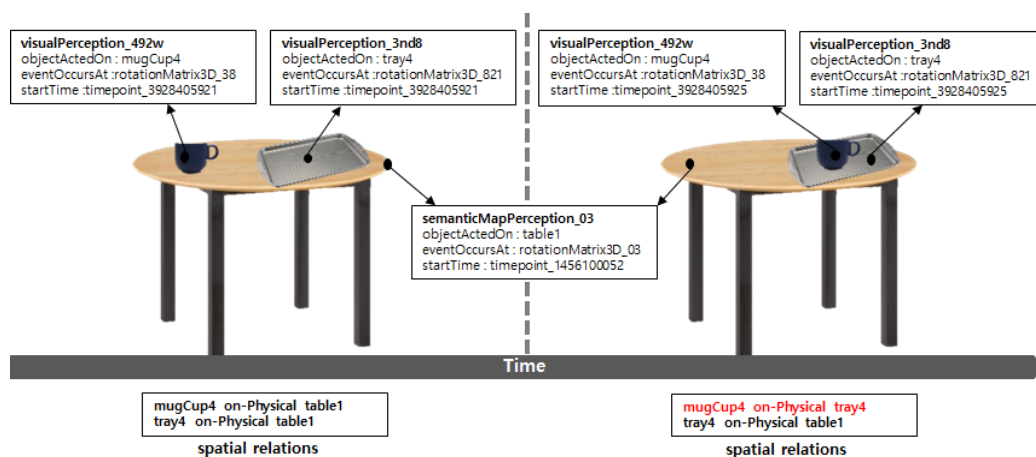 visualPerception_492w
objectActedOn : mugCup4
eventOccursAt :rotationMatrix3D_38
startTime :timepoint_3928405921
visualPerception_3nd8
objectActedOn : tray4
eventOccursAt :rotationMatrix3D_821
startTime :timepoint_3928405921
visualPerception_492w
objectActedOn : mugCup4
eventOccursAt :rotationMatrix3D_38
startTime :timepoint_3928405925
visualPerception_3nd8
objectActedOn : tray4
eventOccursAt :rotationMatrix3D_821
startTime :timepoint_3928405925
semanticMapPerception_03
objectActedOn : table1
eventOccursAt : rotationMatrix3D_03
startTime : timepoint_1456100052
Time
mugCup4 on-Physical table1
tray4 on-Physical table1
spatial relations
mugCup4 on-Physical tray4
tray4 on-Physical table1
spatial relations